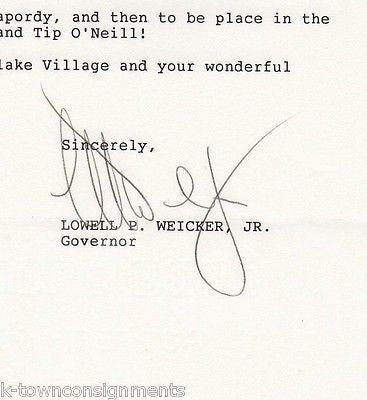 apordy, and then to be place in the
and Tip O'Neill!
lake Village and your wonderful
Sincerely,
LOWELL P. WEICKER, JR.
Governor
k-townconsignments